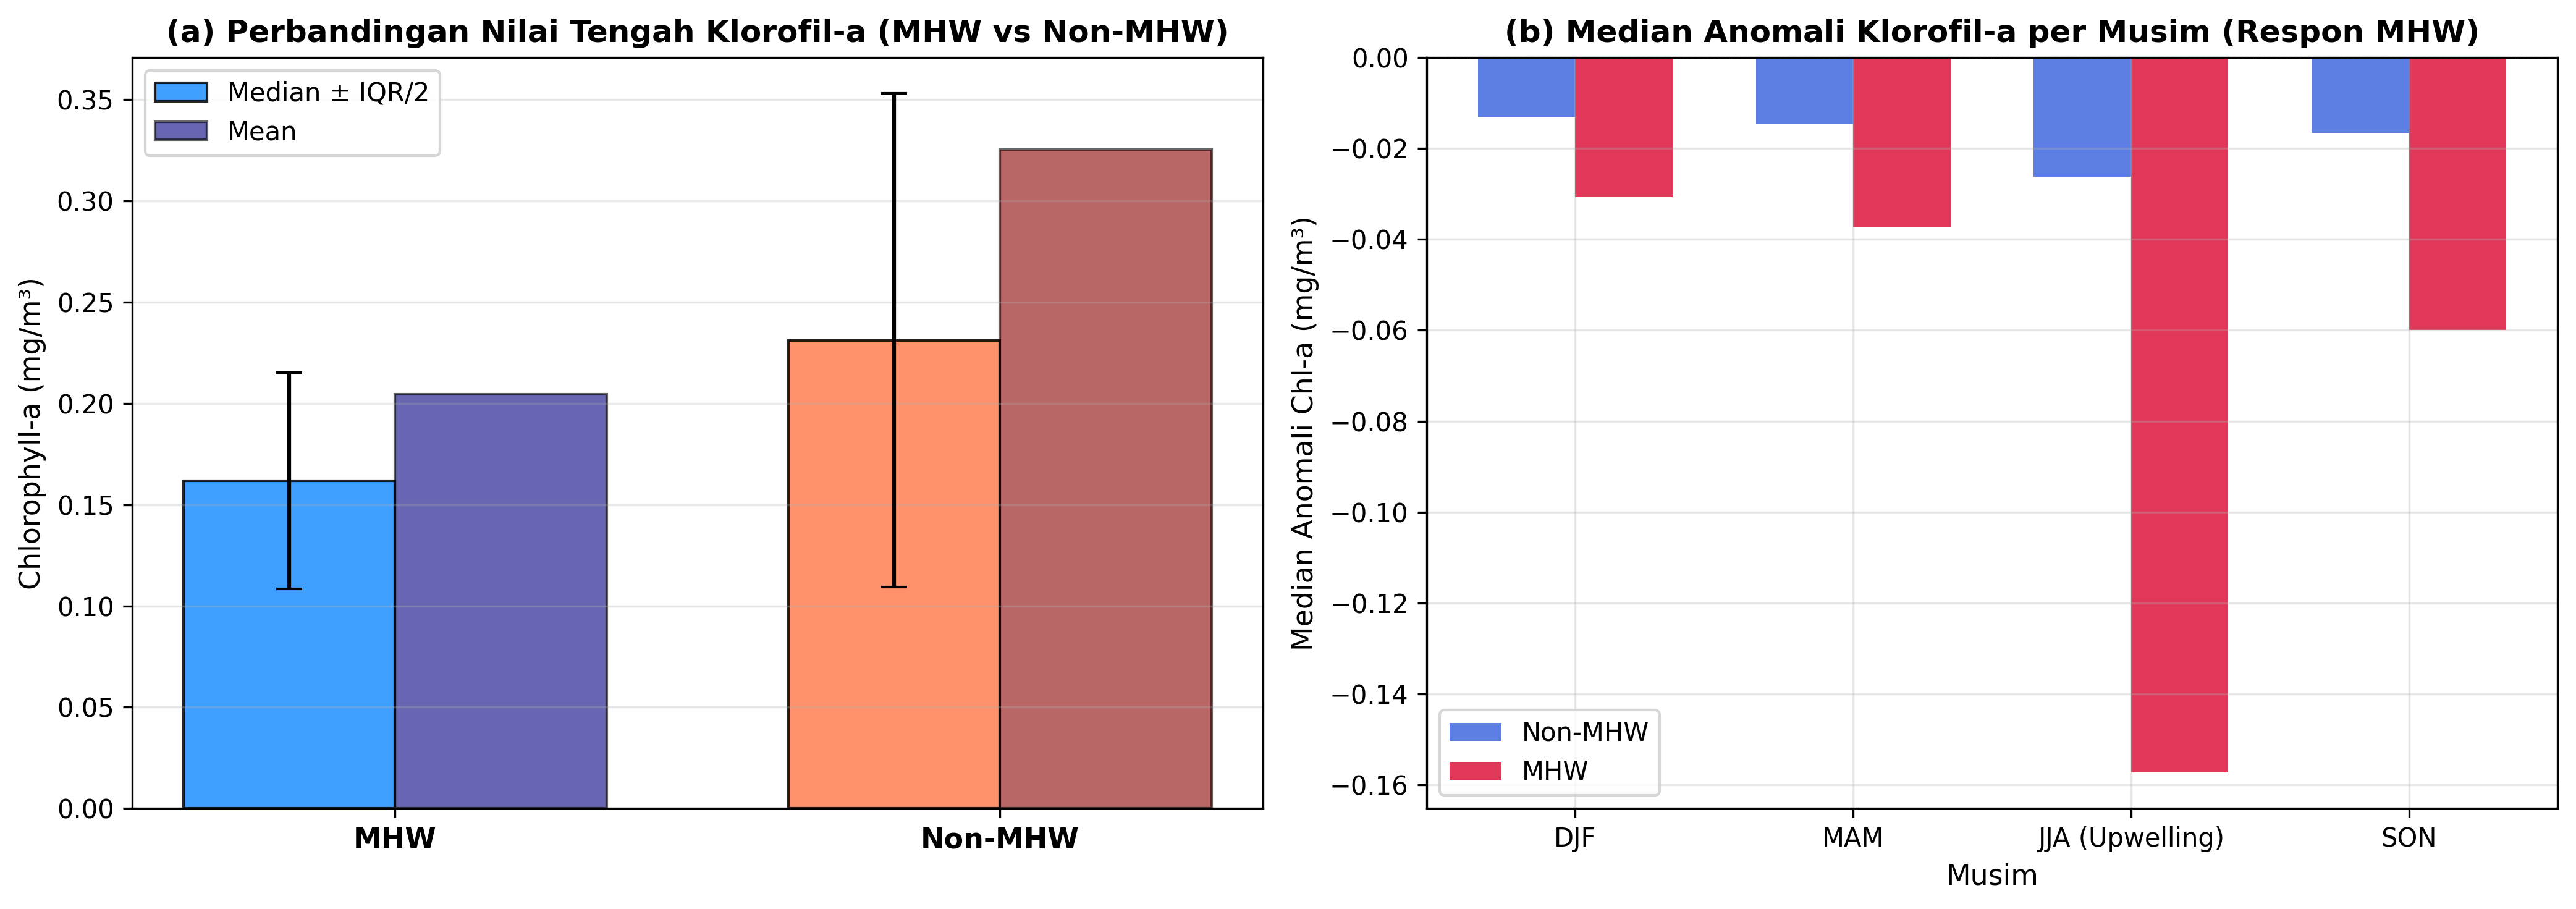 (a) Perbandingan Nilai Tengah Klorofil-a (MHW vs Non-MHW)
Median ± IQR/2
Mean
Chlorophyll-a (mg/m³)
0.35
0.30
0.25
0.20
0.15
0.10
0.05
0.00
MHW
Non-MHW
(b) Median Anomali Klorofil-a per Musim (Respon MHW)
Median Anomali Chl-a (mg/m³)
0.00
−0.02
−0.04
−0.06
−0.08
−0.10
−0.12
−0.14
−0.16
Non-MHW
MHW
DJF
MAM
JJA (Upwelling)
SON
Musim